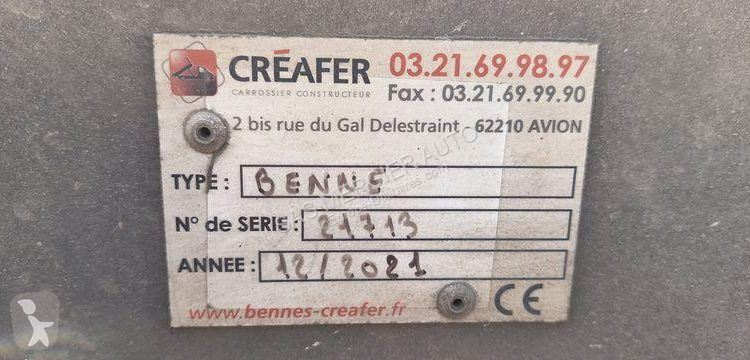 CRÉAFER 03.21.69.98.97
CARROSSIER CONSTRUCTEUR Fax : 03.21.69.99.90
2 bis rue du Gal Delestraint 62210 AVION
TYPE : BENNE
N° de SERIE : 21713
ANNEE : 12/2021
www.bennes-creafer.fr CE